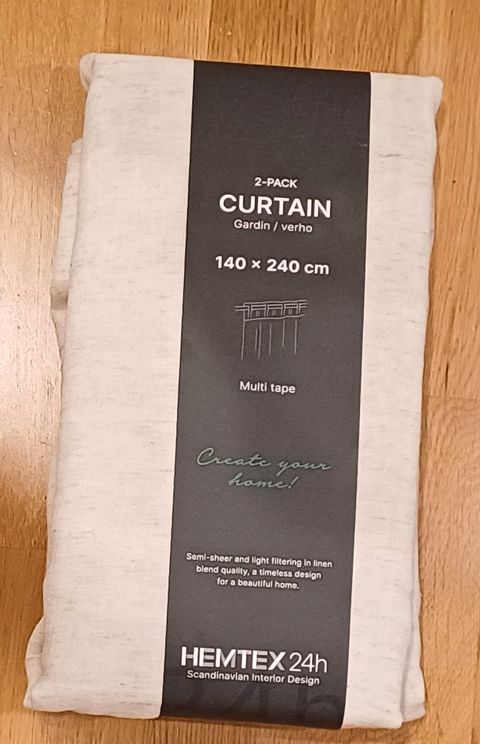 2-PACK
CURTAIN
Gardin / verho
140 × 240 cm
Multi tape
Create your
home!
Semi-sheer and light filtering in linen
blend quality, a timeless design
for a beautiful home.
HEMTEX 24h
Scandinavian Interior Design
24h